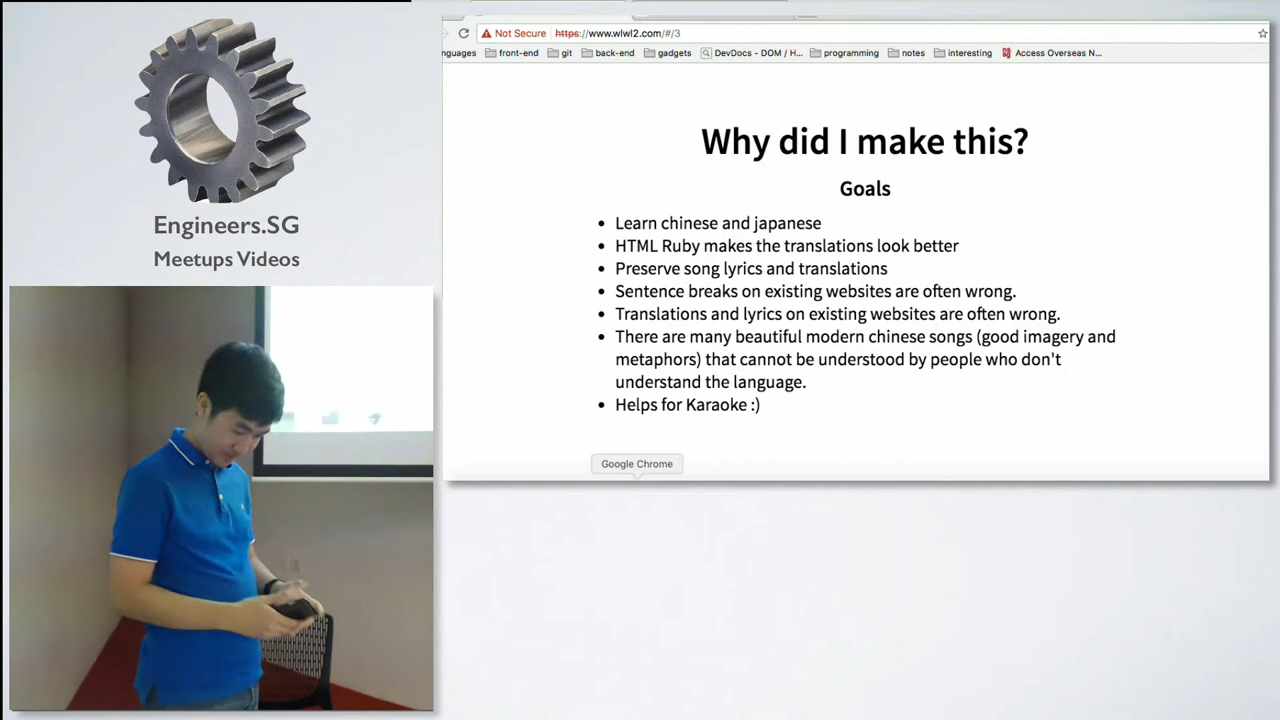 Engineers.SG
Meetups Videos
Not Secure https://www.wlwl2.com/#/3
nguages front-end git back-end gadgets DevDocs - DOM / H... programming notes interesting Access Overseas N...
Why did I make this?
Goals
• Learn chinese and japanese
• HTML Ruby makes the translations look better
• Preserve song lyrics and translations
• Sentence breaks on existing websites are often wrong.
• Translations and lyrics on existing websites are often wrong.
• There are many beautiful modern chinese songs (good imagery and
metaphors) that cannot be understood by people who don't
understand the language.
• Helps for Karaoke :)
Google Chrome